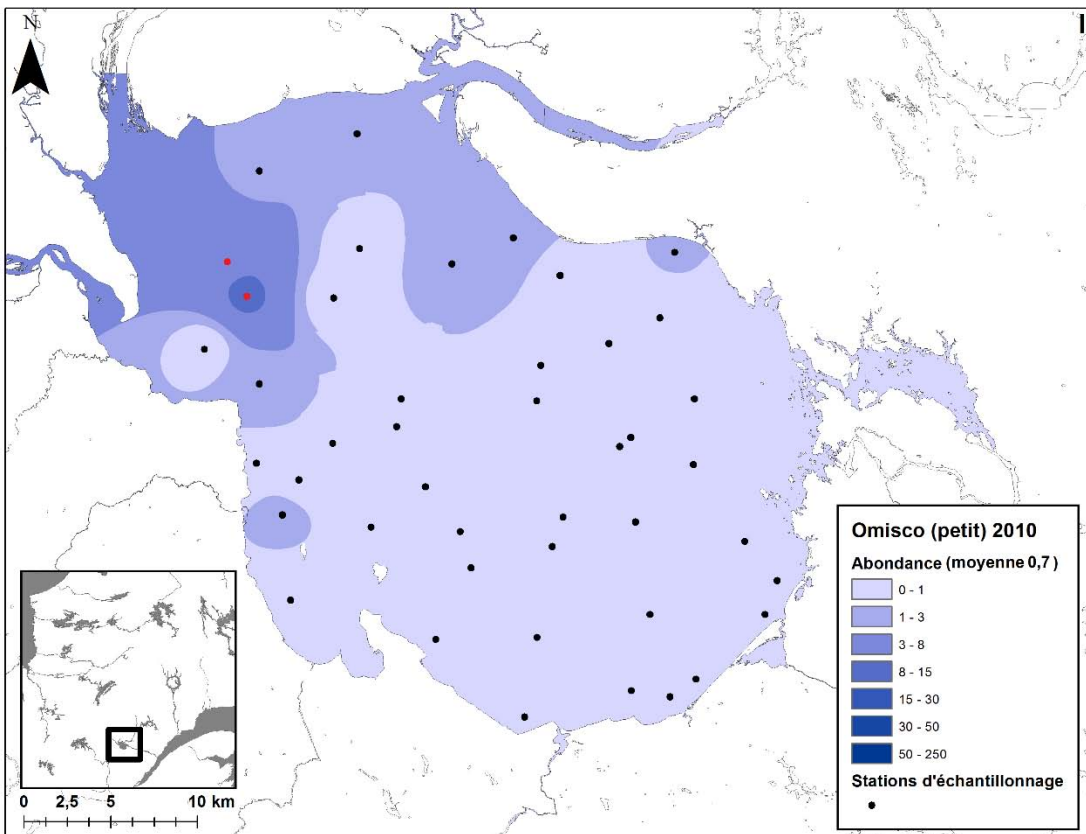 N
Omisco (petit) 2010
Abondance (moyenne 0,7 )
0 - 1
1 - 3
3 - 8
8 - 15
15 - 30
30 - 50
50 - 250
Stations d'échantillonnage
0 2,5 5 10 km